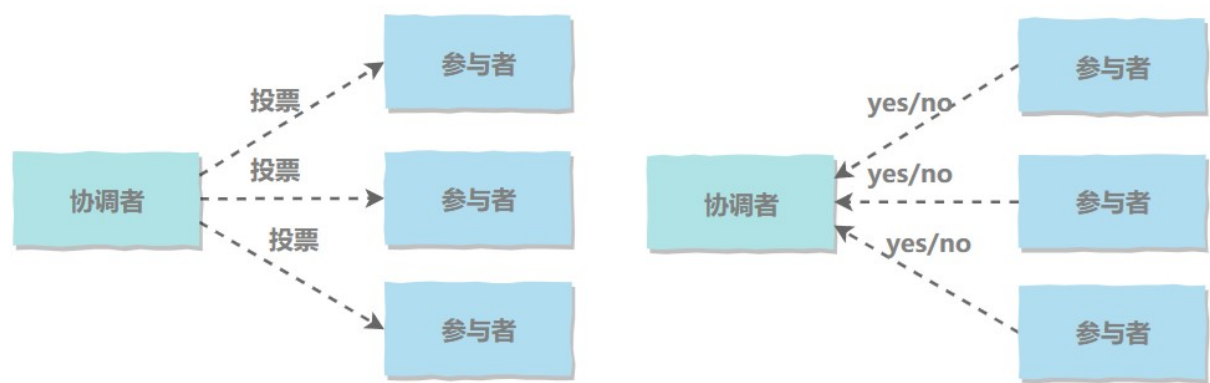 参与者
投票
投票
协调者
参与者
投票
参与者
参与者
yes/no
yes/no
协调者
参与者
yes/no
参与者